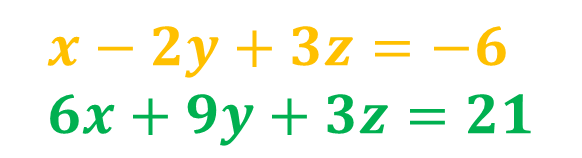 x − 2y + 3z = −6
6x + 9y + 3z = 21